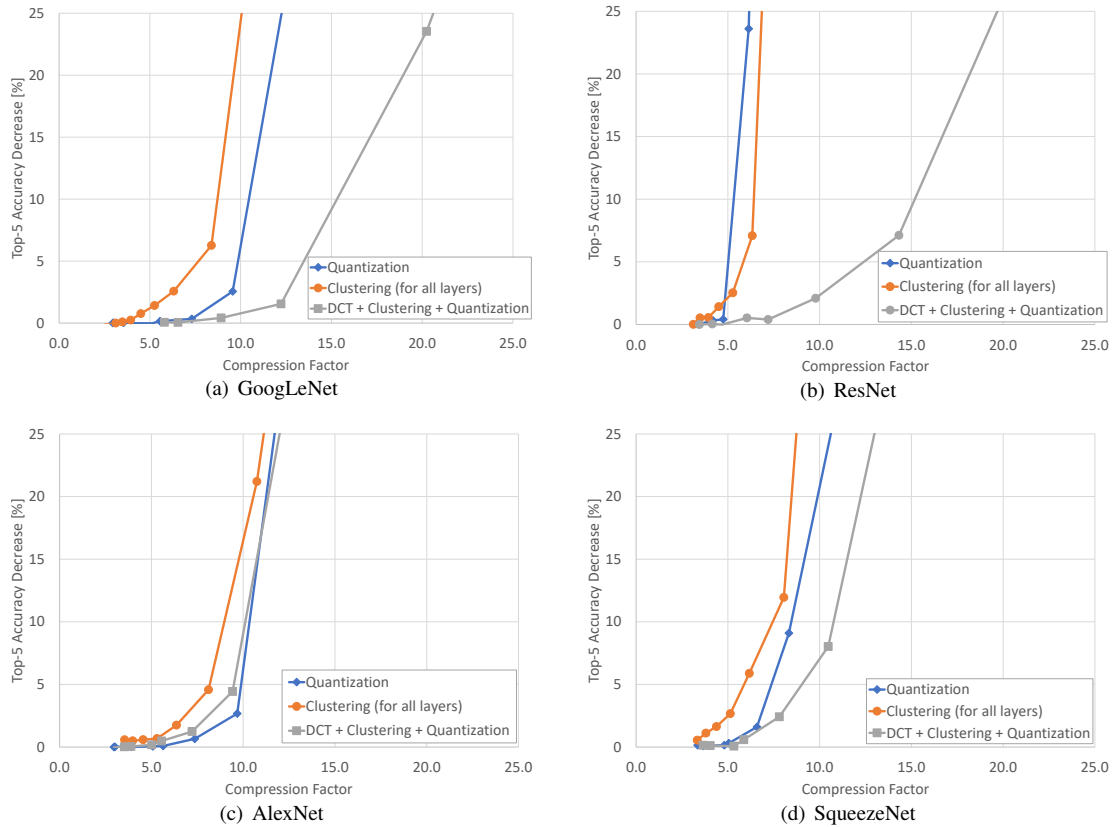 25
20
15
10
5
0
0.0 5.0 10.0 15.0 20.0 25.0
Top-5 Accuracy Decrease [%]
Compression Factor
Quantization
Clustering (for all layers)
DCT + Clustering + Quantization
(a) GoogLeNet
25
20
15
10
5
0
0.0 5.0 10.0 15.0 20.0 25.0
Top-5 Accuracy Decrease [%]
Compression Factor
Quantization
Clustering (for all layers)
DCT + Clustering + Quantization
(b) ResNet
25
20
15
10
5
0
0.0 5.0 10.0 15.0 20.0 25.0
Top-5 Accuracy Decrease [%]
Compression Factor
Quantization
Clustering (for all layers)
DCT + Clustering + Quantization
(c) AlexNet
25
20
15
10
5
0
0.0 5.0 10.0 15.0 20.0 25.0
Top-5 Accuracy Decrease [%]
Compression Factor
Quantization
Clustering (for all layers)
DCT + Clustering + Quantization
(d) SqueezeNet